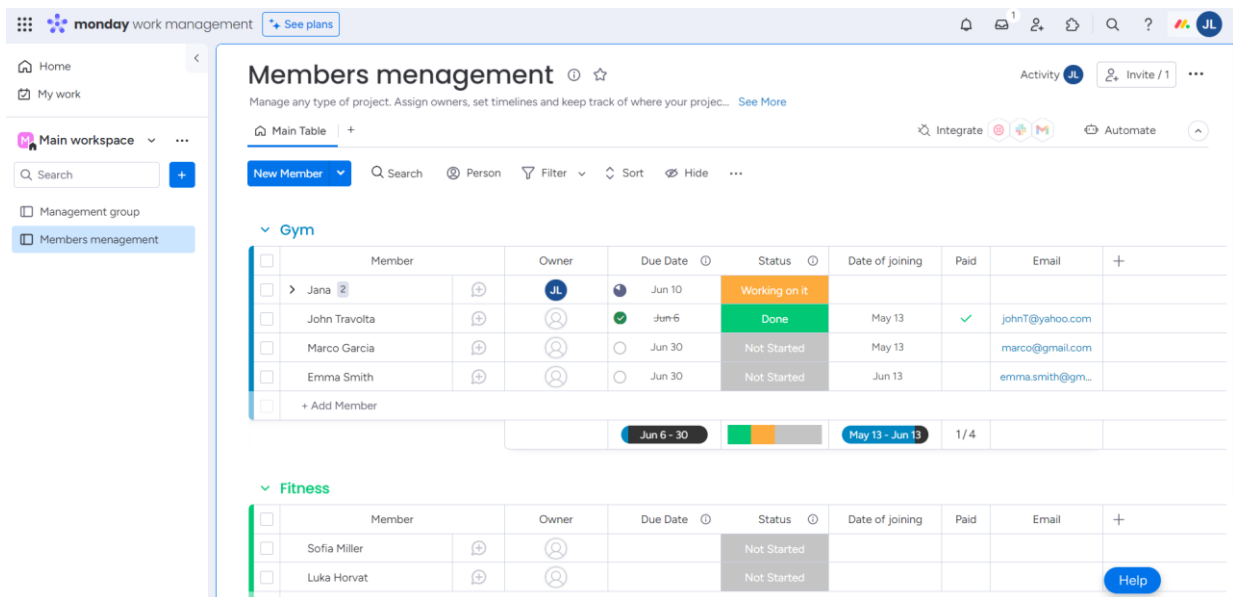 monday work management See plans
1
JL
Home
My work
M Main workspace
Search
+
Management group
Members menagement
Members menagement
Activity JL Invite / 1
Manage any type of project. Assign owners, set timelines and keep track of where your projec... See More
Main Table +
Integrate Automate
New Member Search Person Filter Sort Hide
Gym
Member Owner Due Date Status Date of joining Paid Email +
Jana 2 JL Jun 10 Working on it
John Travolta Jun 6 Done May 13 johnT@yahoo.com
Marco Garcia Jun 30 Not Started May 13 marco@gmail.com
Emma Smith Jun 30 Not Started Jun 13 emma.smith@gm...
+ Add Member
Jun 6 - 30 May 13 - Jun 13 1/4
Fitness
Member Owner Due Date Status Date of joining Paid Email +
Sofia Miller Not Started
Luka Horvat Not Started
Help